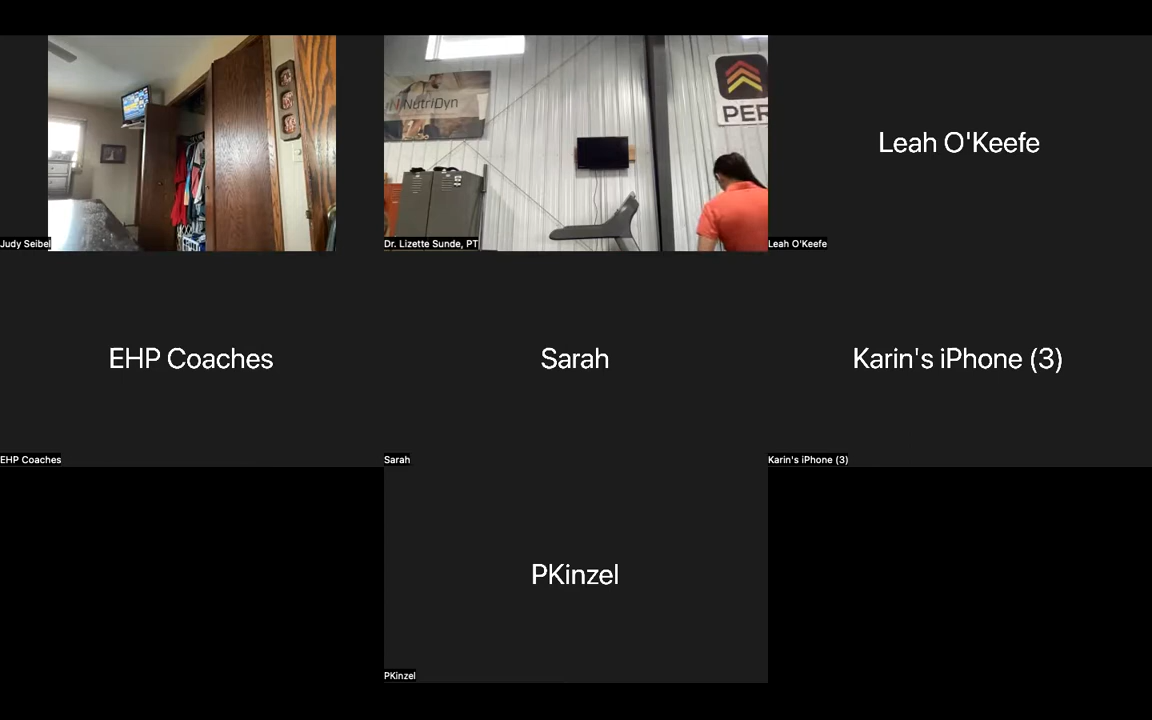 NutriDyn
PER
Leah O'Keefe
Judy Seibel
Dr. Lizette Sunde, PT
Leah O'Keefe
EHP Coaches
Sarah
Karin's iPhone (3)
EHP Coaches
Sarah
Karin's iPhone (3)
PKinzel
PKinzel